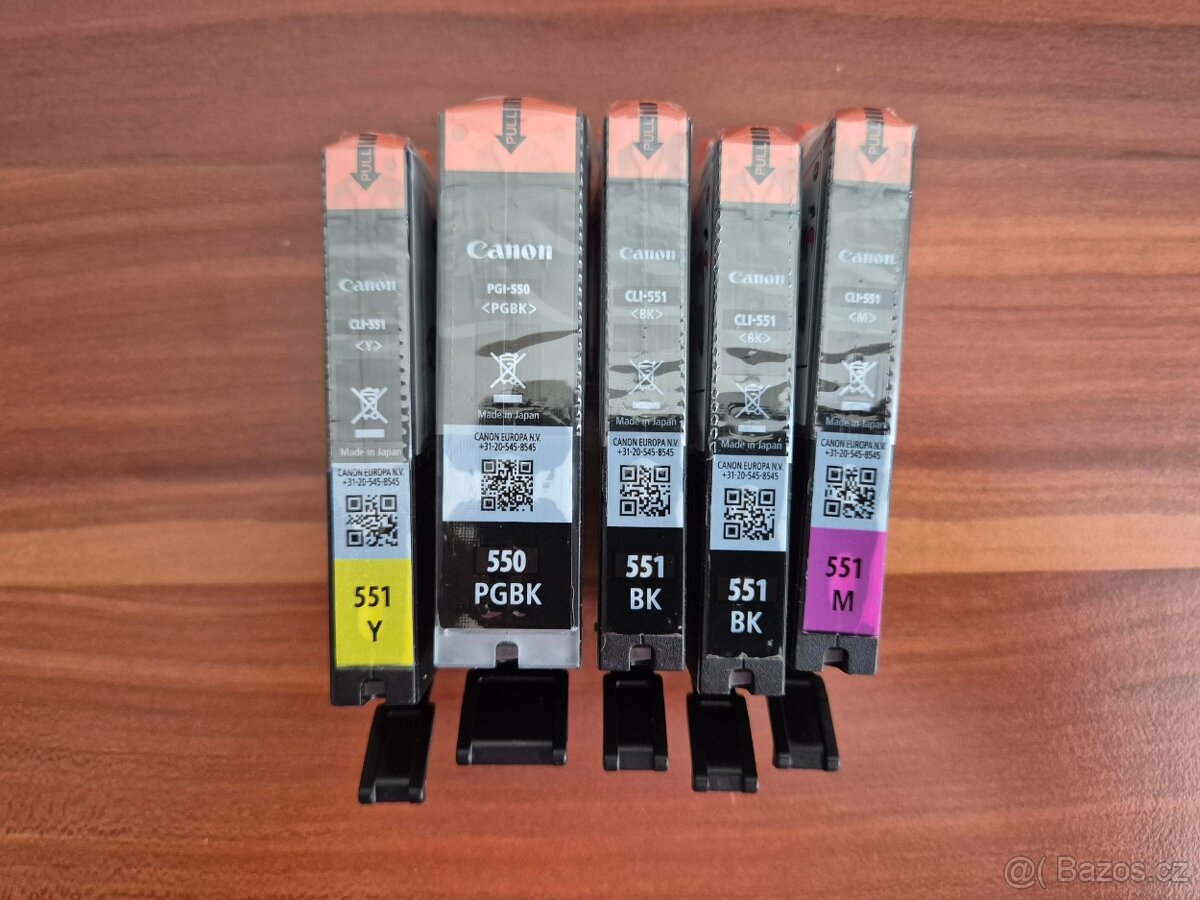 PULL
Canon
CLI-551
<Y>
Made in Japan
CANON EUROPA N.V.
+31-20-545-8545
551
Y
PULL
Canon
PGI-550
<PGBK>
Made in Japan
CANON EUROPA N.V.
+31-20-545-8545
550
PGBK
PULL
Canon
CLI-551
<BK>
Made in Japan
CANON EUROPA N.V.
+31-20-545-8545
551
BK
PULL
Canon
CLI-551
<BK>
Made in Japan
CANON EUROPA N.V.
+31-20-545-8545
551
BK
PULL
Canon
CLI-551
<M>
Made in Japan
CANON EUROPA N.V.
+31-20-545-8545
551
M
@( Bazos.cz